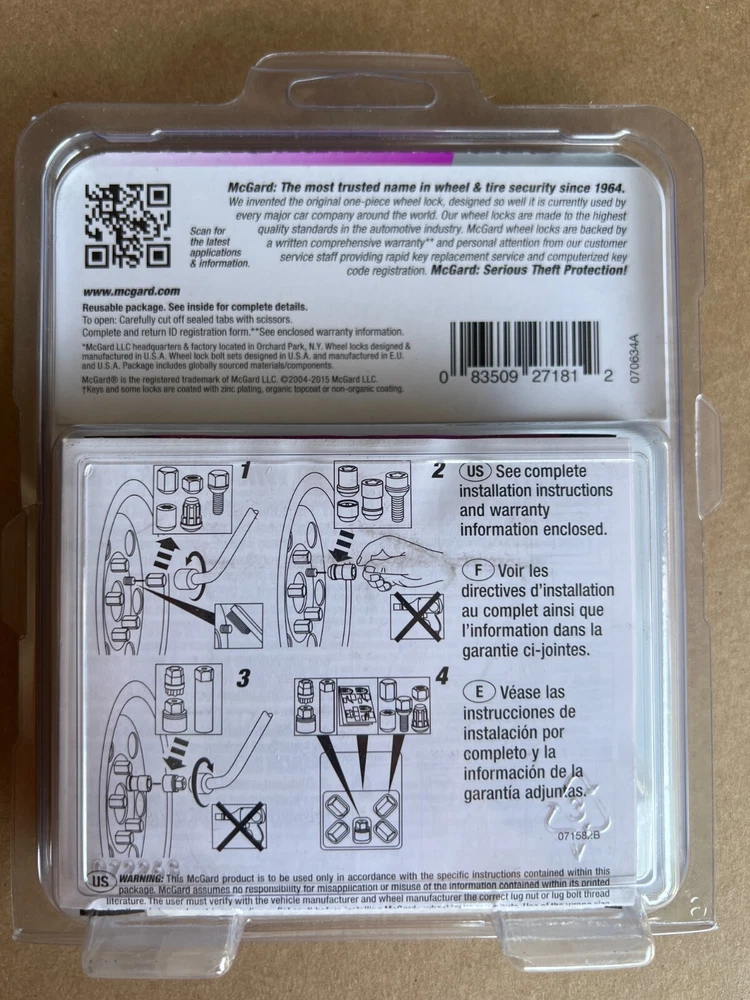 McGard: The most trusted name in wheel & tire security since 1964.
We invented the original one-piece wheel lock, designed so well it is currently used by
every major car company around the world. Our wheel locks are made to the highest
quality standards in the automotive industry. McGard wheel locks are backed by
a written comprehensive warranty** and personal attention from our customer
service staff providing rapid key replacement service and computerized key
code registration. McGard: Serious Theft Protection!
Scan for
the latest
applications
& information.
www.mcgard.com
Reusable package. See inside for complete details.
To open: Carefully cut off sealed tabs with scissors.
Complete and return ID registration form.**See enclosed warranty information.
*McGard LLC headquarters & factory located in Orchard Park, N.Y. Wheel locks designed &
manufactured in U.S.A. Wheel lock bolt sets designed in U.S.A. and manufactured in E.U.
and U.S.A. Package includes globally sourced materials/components.
McGard® is the registered trademark of McGard LLC. ©2004-2015 McGard LLC.
†Keys and some locks are coated with zinc plating, organic topcoat or non-organic coating.
0 83509 27181 2
070634A
1
2
3
4
US See complete
installation instructions
and warranty
information enclosed.
F Voir les
directives d'installation
au complet ainsi que
l'information dans la
garantie ci-jointes.
E Véase las
instrucciones de
instalación por
completo y la
información de la
garantía adjuntas.
US WARNING: This McGard product is to be used only in accordance with the specific instructions contained within this
package. McGard assumes no responsibility for misapplication or misuse of the information contained within its printed
literature. The user must verify with the vehicle manufacturer and wheel manufacturer the correct lug nut or lug bolt thread